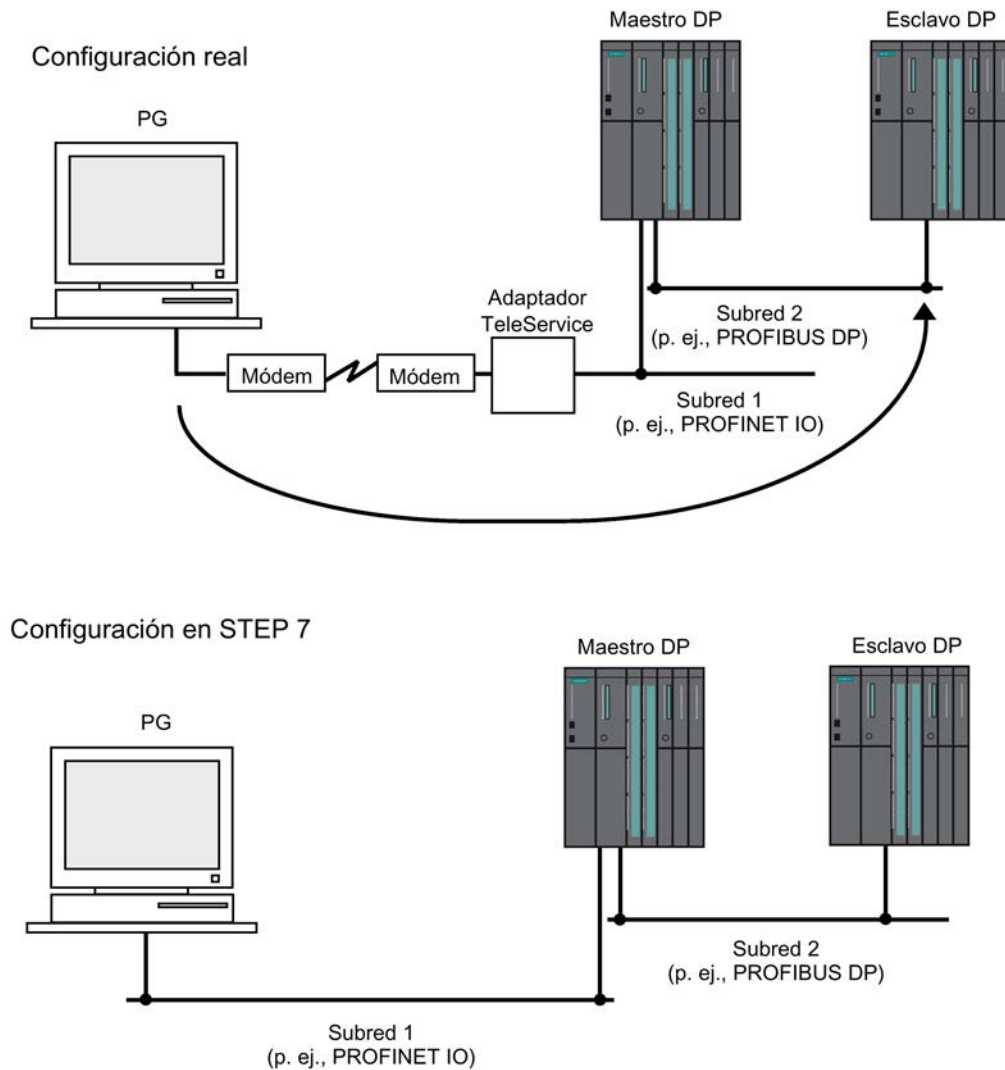 Maestro DP
Esclavo DP
Configuración real
PG
Adaptador
TeleService
Subred 2
(p. ej., PROFIBUS DP)
Módem
Módem
Subred 1
(p. ej., PROFINET IO)
Configuración en STEP 7
Maestro DP
Esclavo DP
PG
Subred 2
(p. ej., PROFIBUS DP)
Subred 1
(p. ej., PROFINET IO)